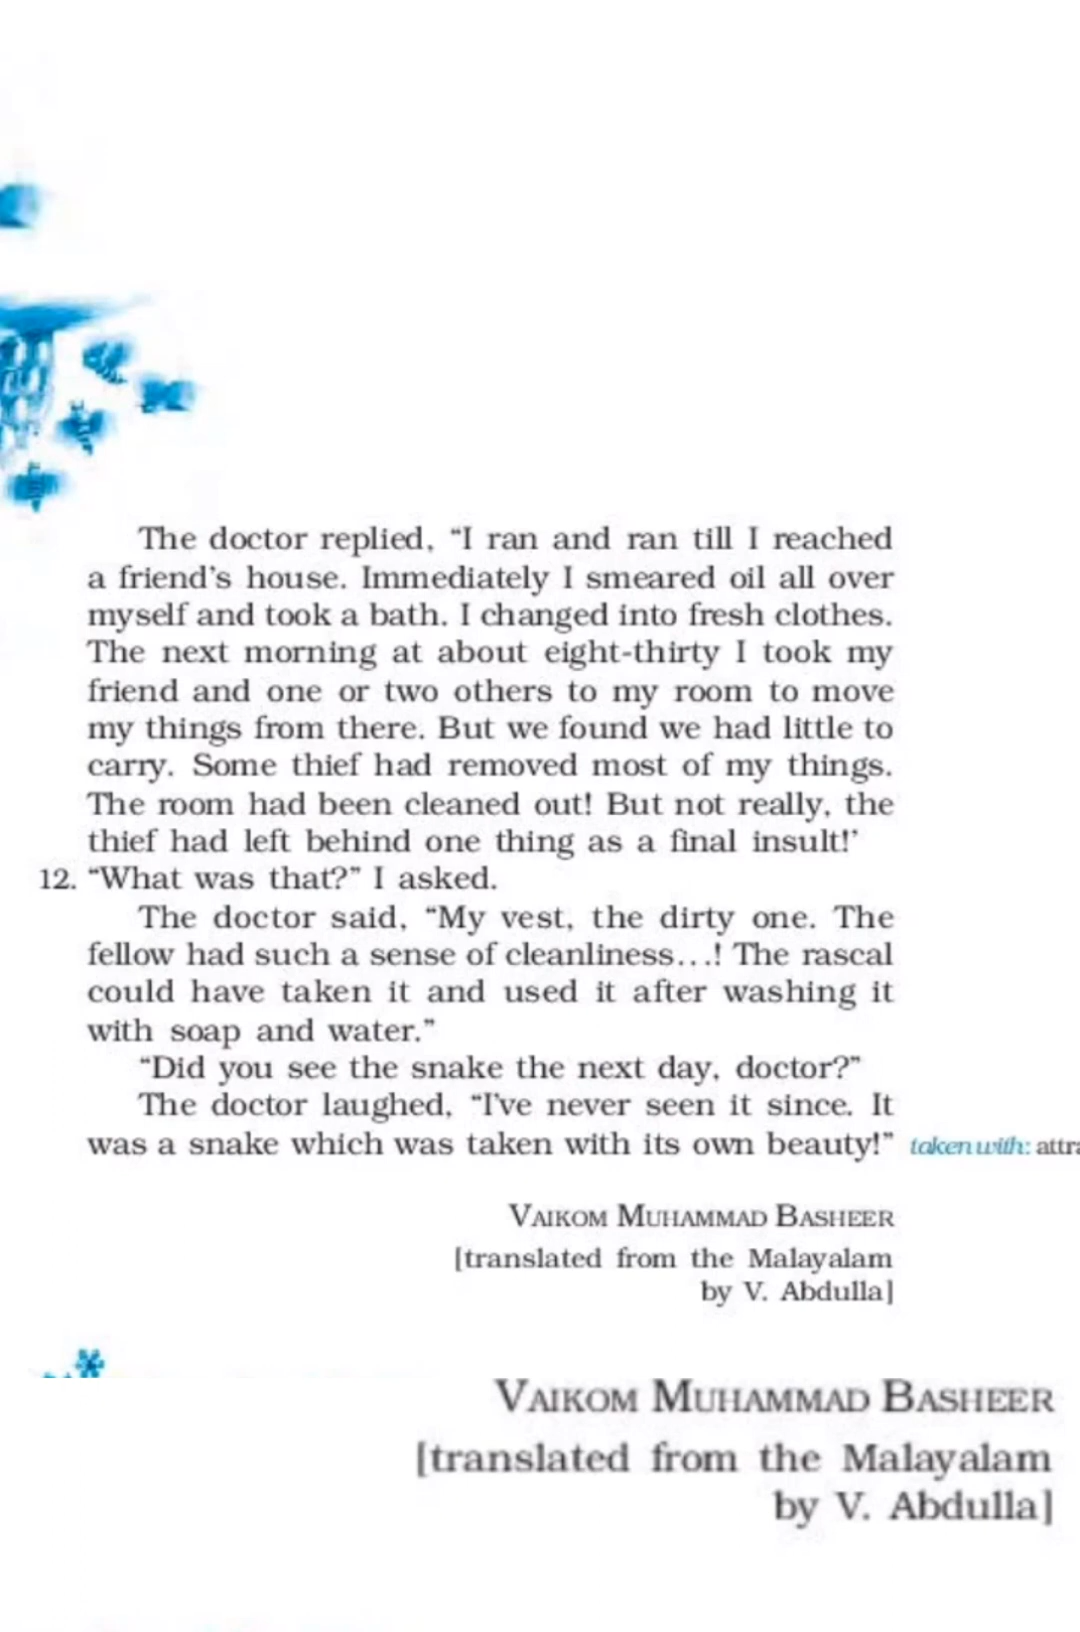 The doctor replied, “I ran and ran till I reached
a friend’s house. Immediately I smeared oil all over
myself and took a bath. I changed into fresh clothes.
The next morning at about eight-thirty I took my
friend and one or two others to my room to move
my things from there. But we found we had little to
carry. Some thief had removed most of my things.
The room had been cleaned out! But not really, the
thief had left behind one thing as a final insult!’
12. “What was that?” I asked.
The doctor said, “My vest, the dirty one. The
fellow had such a sense of cleanliness...! The rascal
could have taken it and used it after washing it
with soap and water.”
“Did you see the snake the next day, doctor?”
The doctor laughed, “I’ve never seen it since. It
was a snake which was taken with its own beauty!” taken with:
VAIKOM MUHAMMAD BASHEER
[translated from the Malayalam
by V. Abdulla]
VAIKOM MUHAMMAD BASHEER
[translated from the Malayalam
by V. Abdulla]